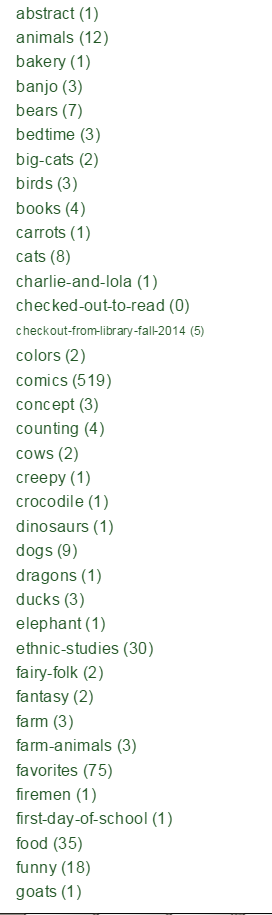 abstract (1)
animals (12)
bakery (1)
banjo (3)
bears (7)
bedtime (3)
big-cats (2)
birds (3)
books (4)
carrots (1)
cats (8)
charlie-and-lola (1)
checked-out-to-read (0)
checkout-from-library-fall-2014 (5)
colors (2)
comics (519)
concept (3)
counting (4)
cows (2)
creepy (1)
crocodile (1)
dinosaurs (1)
dogs (9)
dragons (1)
ducks (3)
elephant (1)
ethnic-studies (30)
fairy-folk (2)
fantasy (2)
farm (3)
farm-animals (3)
favorites (75)
firemen (1)
first-day-of-school (1)
food (35)
funny (18)
goats (1)